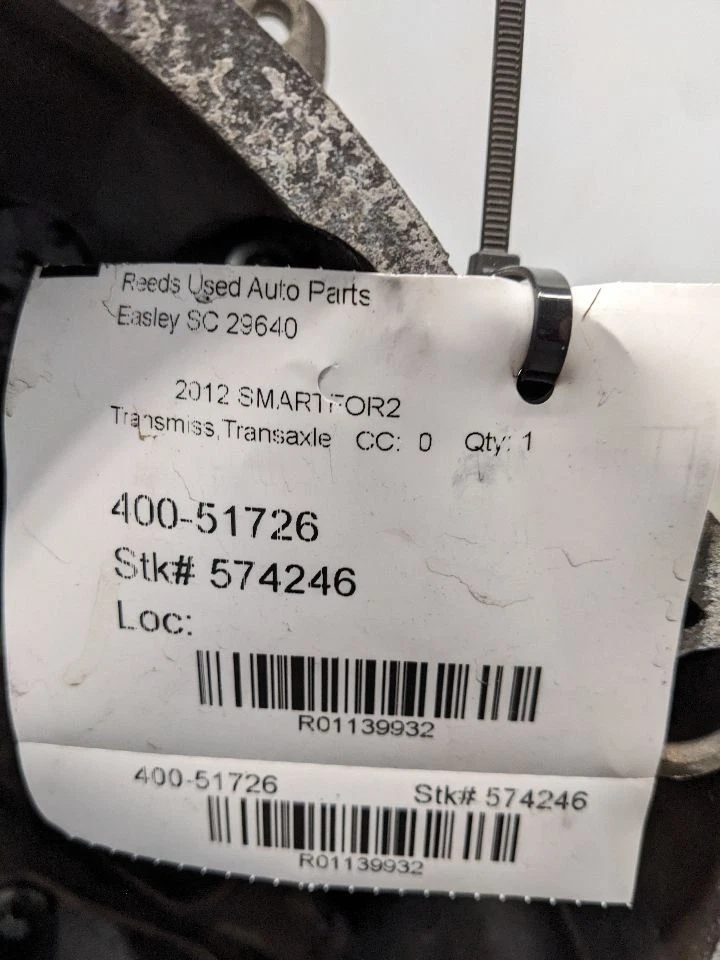 Reeds Used Auto Parts
Easley SC 29640
2012 SMARTFOR2
Transmiss,Transaxle CC: 0 Qty: 1
400-51726
Stk# 574246
Loc:
R01139932
400-51726 Stk# 574246
R01139932